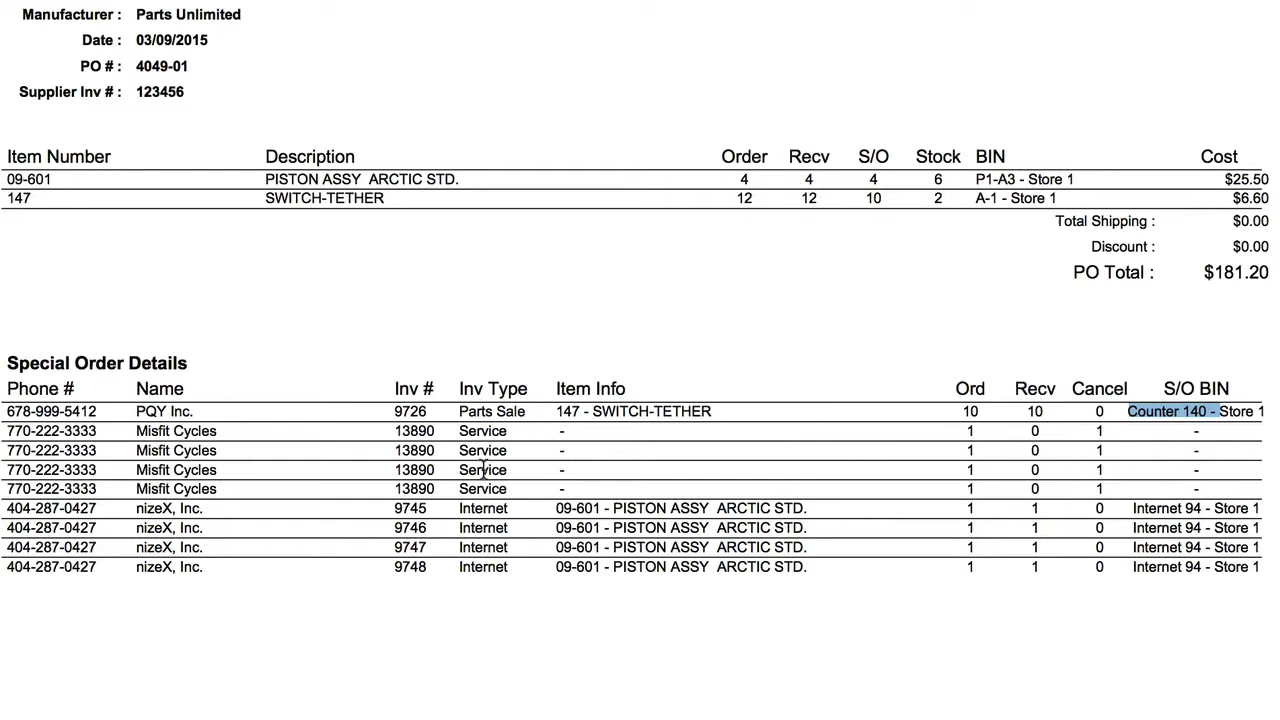 Manufacturer : Parts Unlimited
Date : 03/09/2015
PO # : 4049-01
Supplier Inv # : 123456
Item Number Description Order Recv S/O Stock BIN Cost
09-601 PISTON ASSY ARCTIC STD. 4 4 4 6 P1-A3 - Store 1 $25.50
147 SWITCH-TETHER 12 12 10 2 A-1 - Store 1 $6.60
Total Shipping : $0.00
Discount : $0.00
PO Total : $181.20
Special Order Details
Phone # Name Inv # Inv Type Item Info Ord Recv Cancel S/O BIN
678-999-5412 PQY Inc. 9726 Parts Sale 147 - SWITCH-TETHER 10 10 0 Counter 140 - Store 1
770-222-3333 Misfit Cycles 13890 Service - 1 0 1 -
770-222-3333 Misfit Cycles 13890 Service - 1 0 1 -
770-222-3333 Misfit Cycles 13890 Service - 1 0 1 -
770-222-3333 Misfit Cycles 13890 Service - 1 0 1 -
404-287-0427 nizeX, Inc. 9745 Internet 09-601 - PISTON ASSY ARCTIC STD. 1 1 0 Internet 94 - Store 1
404-287-0427 nizeX, Inc. 9746 Internet 09-601 - PISTON ASSY ARCTIC STD. 1 1 0 Internet 94 - Store 1
404-287-0427 nizeX, Inc. 9747 Internet 09-601 - PISTON ASSY ARCTIC STD. 1 1 0 Internet 94 - Store 1
404-287-0427 nizeX, Inc. 9748 Internet 09-601 - PISTON ASSY ARCTIC STD. 1 1 0 Internet 94 - Store 1